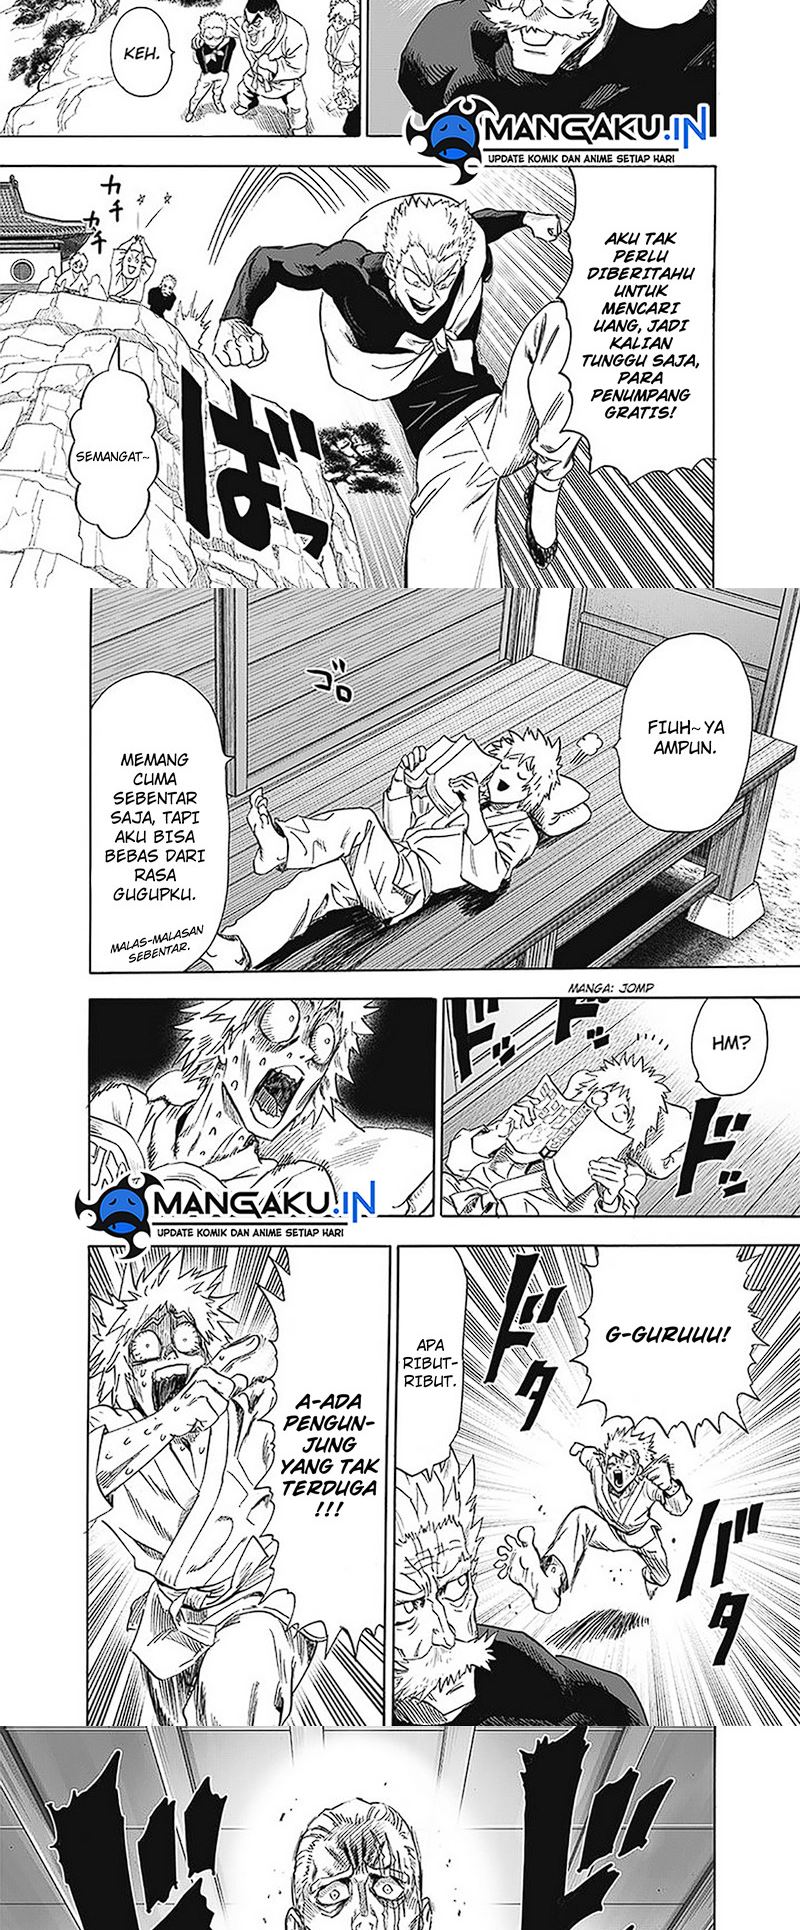 KEH.
MANGAKU.IN
UPDATE KOMIK DAN ANIME SETIAP HARI
AKU TAK
PERLU
DIBERITAHU
UNTUK
MENCARI
UANG, JADI
KALIAN
TUNGGU SAJA,
PARA
PENUMPANG
GRATIS!
カチ
カチ
SEMANGAT~
ばっ
FIUH~YA
AMPUN.
ゴロ
MEMANG
CUMA
SEBENTAR
SAJA, TAPI
AKU BISA
BEBAS DARI
RASA
GUGUPKU.
MALAS-MALASAN
SEBENTAR.
MANGA: JOMP
HM?
ドド
ド
MANGAKU.IN
UPDATE KOMIK DAN ANIME SETIAP HARI
G-GURUUU!
ドタ
バタ
APA
RIBUT-
RIBUT.
A-ADA
PENGUN-
JUNG
YANG TAK
TERDUGA
!!!